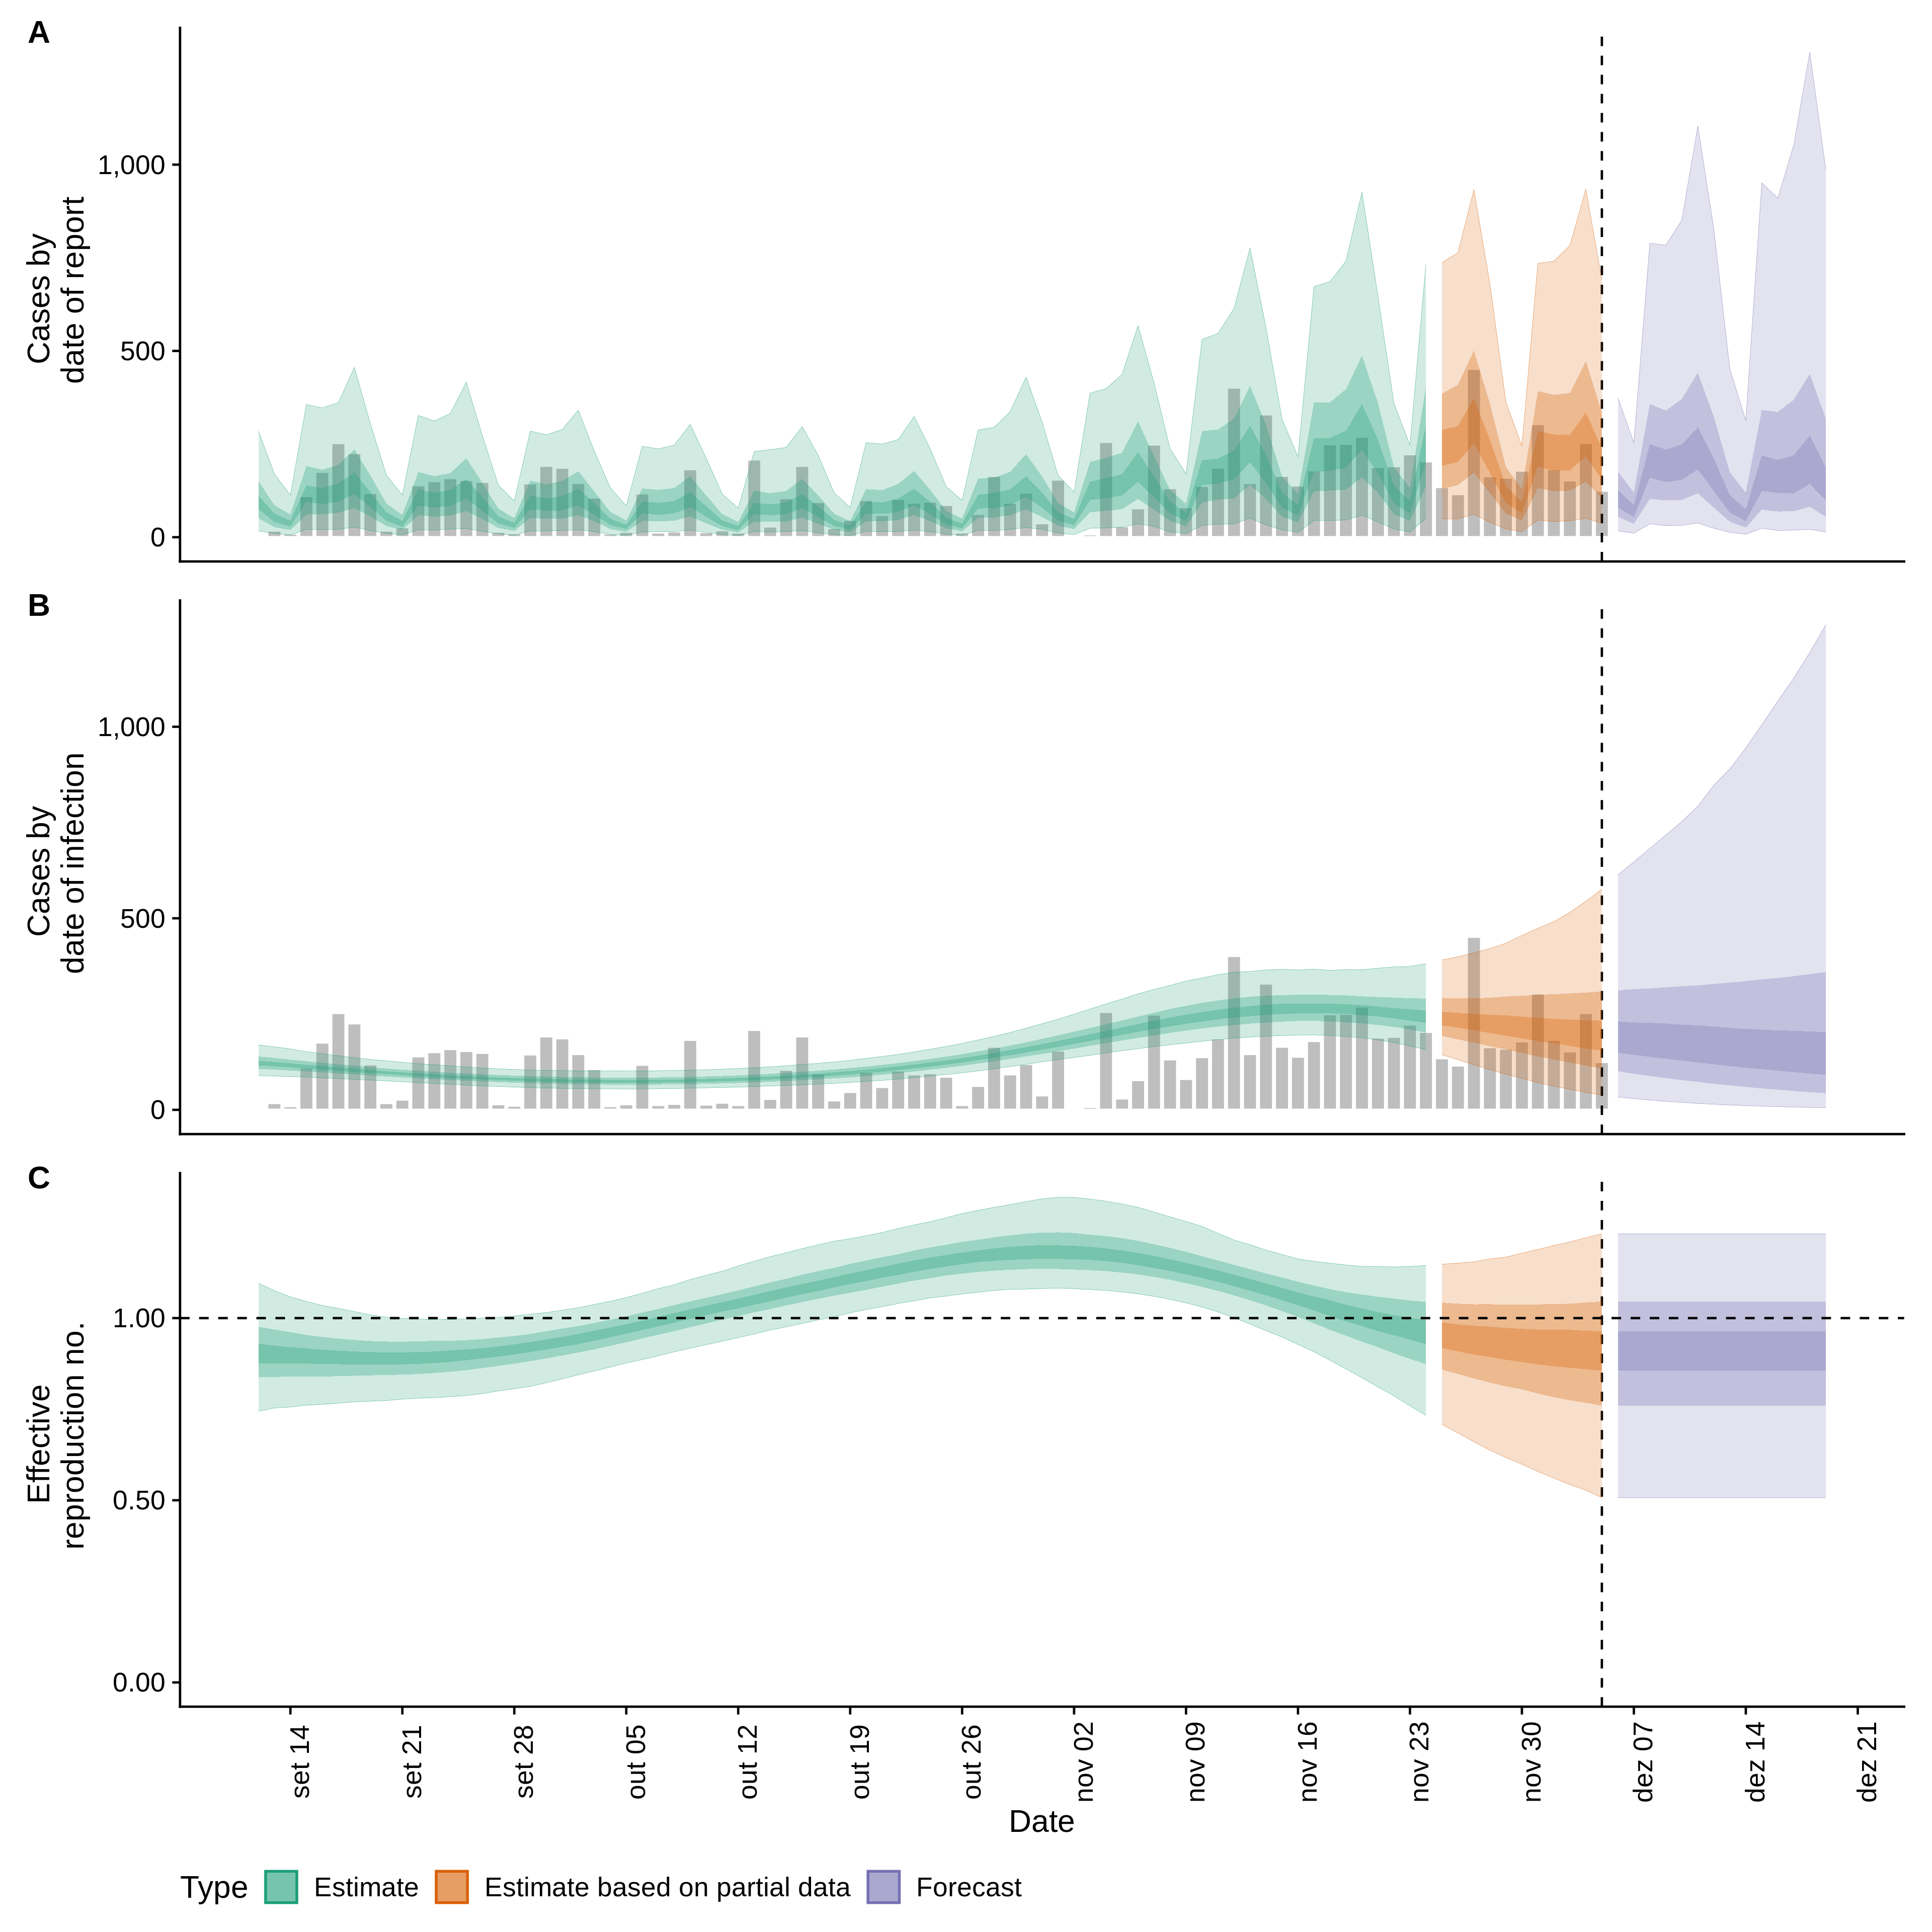 A
Cases by
date of report
1,000
500
0
B
Cases by
date of infection
1,000
500
0
C
Effective
reproduction no.
1.00
0.50
0.00
set 14
set 21
set 28
out 05
out 12
out 19
out 26
nov 02
nov 09
nov 16
nov 23
nov 30
dez 07
dez 14
dez 21
Date
Type Estimate Estimate based on partial data Forecast